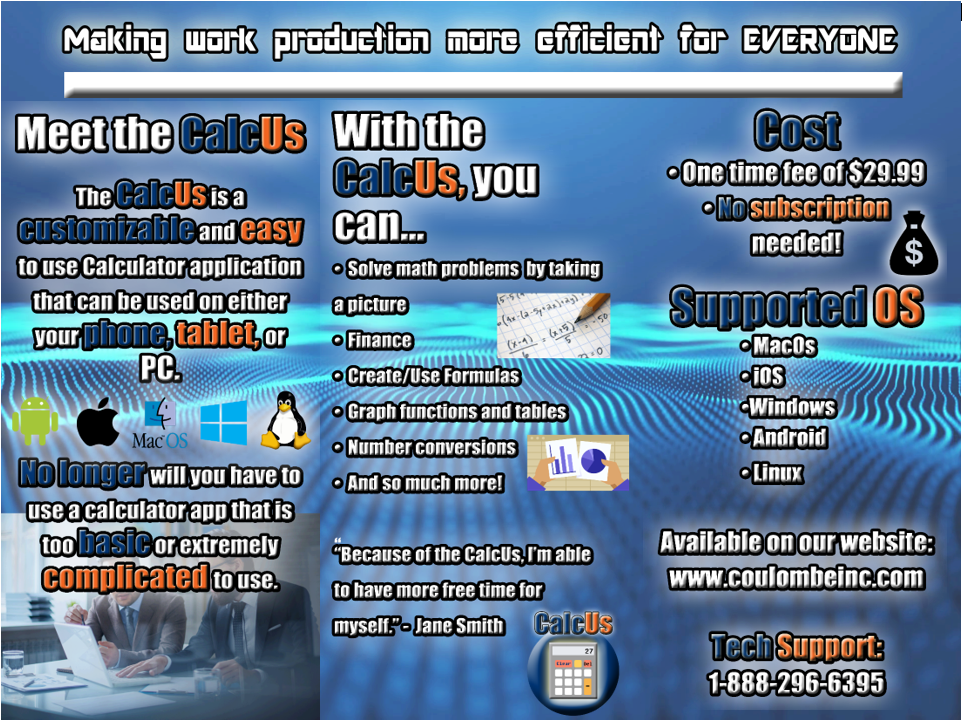 Making work production more efficient for EVERYONE
Meet the CalcUs
The CalcUs is a
customizable and easy
to use Calculator application
that can be used on either
your phone, tablet, or
PC.
Mac OS
No longer will you have to
use a calculator app that is
too basic or extremely
complicated to use.
With the
CalcUs, you
can...
• Solve math problems by taking
a picture
• Finance
• Create/Use Formulas
• Graph functions and tables
• Number conversions
• And so much more!
“
“Because of the CalcUs, I’m able
to have more free time for
myself.” - Jane Smith
CalcUs
27
Cost
• One time fee of $29.99
• No subscription
needed!
$
Supported OS
• MacOs
• iOS
•Windows
• Android
• Linux
Available on our website:
www.coulombeinc.com
Tech Support:
1-888-296-6395